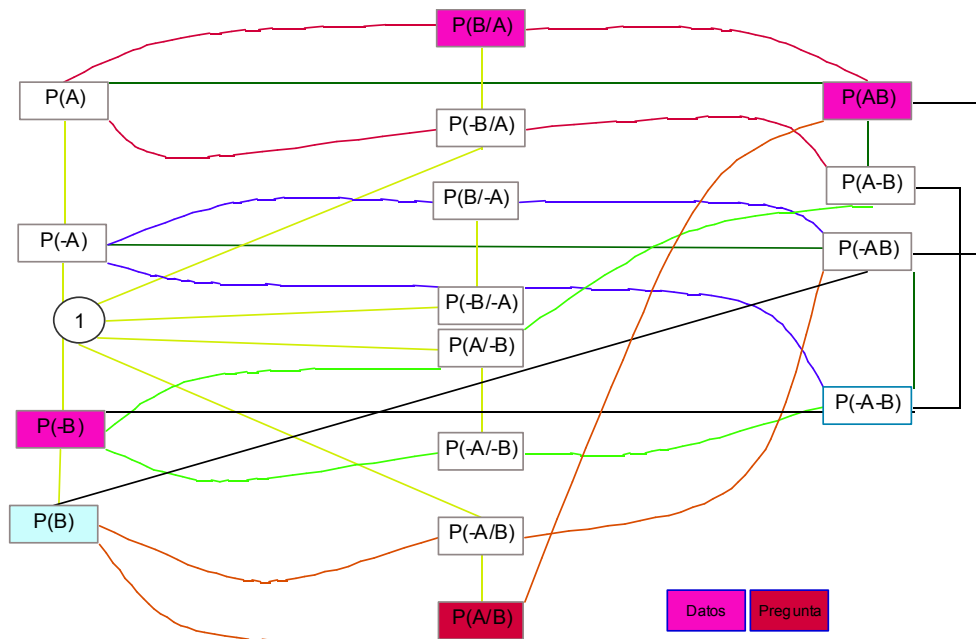 P(B/A)
P(A)
P(AB)
P(-B/A)
P(A-B)
P(B/-A)
P(-A)
P(-AB)
P(-B/-A)
1
P(A/-B)
P(-A-B)
P(-B)
P(-A/-B)
P(B)
P(-A/B)
P(A/B)
Datos
Pregunta